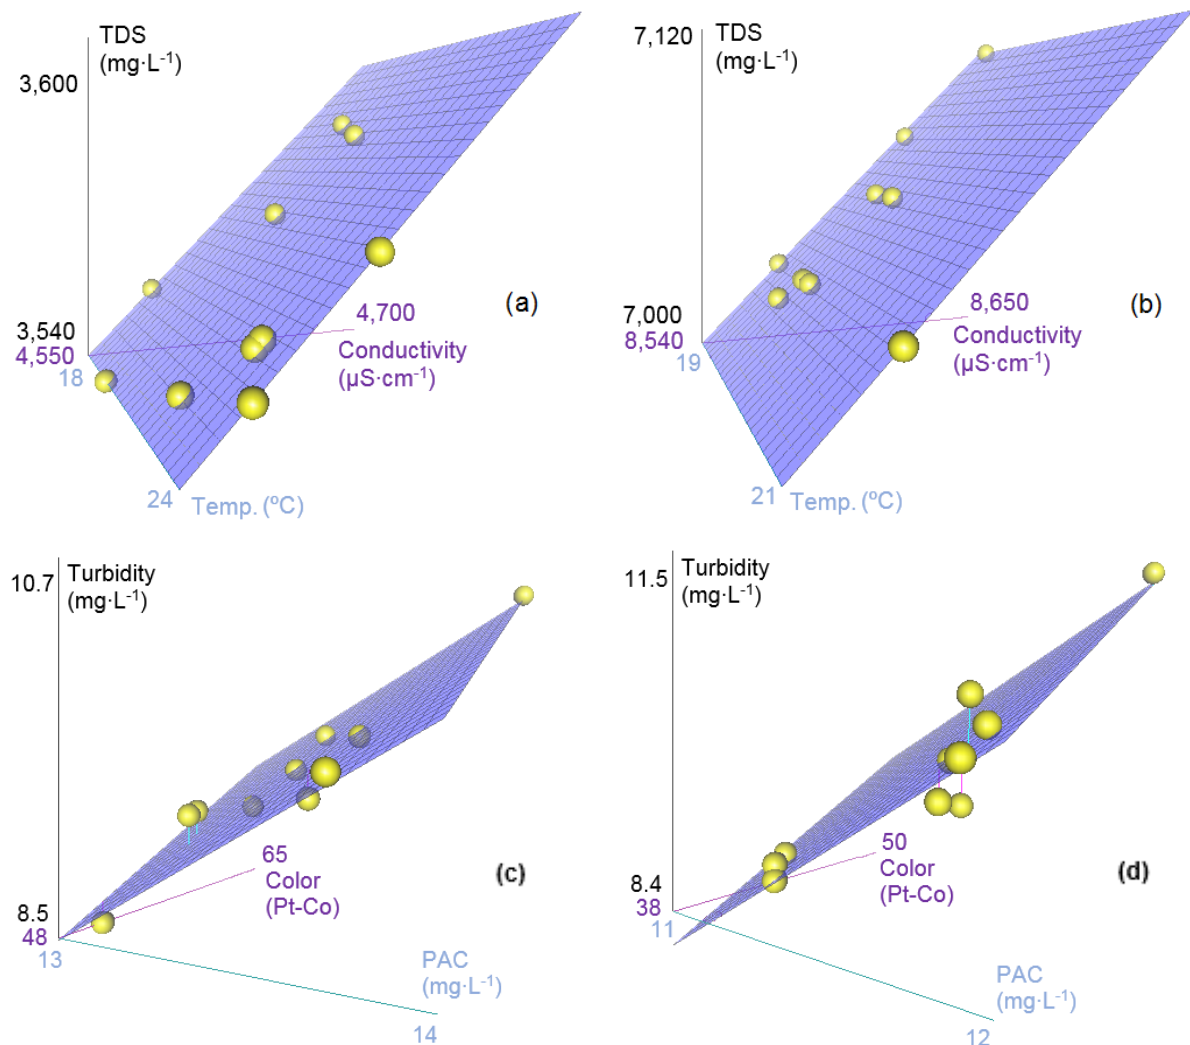 TDS
(mg·L⁻¹)
3,600
3,540
4,550
18
4,700
Conductivity
(µS·cm⁻¹)
(a)
24
Temp. (ºC)
TDS
(mg·L⁻¹)
7,120
7,000
8,540
19
8,650
Conductivity
(µS·cm⁻¹)
(b)
21
Temp. (ºC)
Turbidity
(mg·L⁻¹)
10.7
8.5
48
13
65
Color
(Pt-Co)
(c)
PAC
(mg·L⁻¹)
14
Turbidity
(mg·L⁻¹)
11.5
8.4
38
11
50
Color
(Pt-Co)
(d)
PAC
(mg·L⁻¹)
12